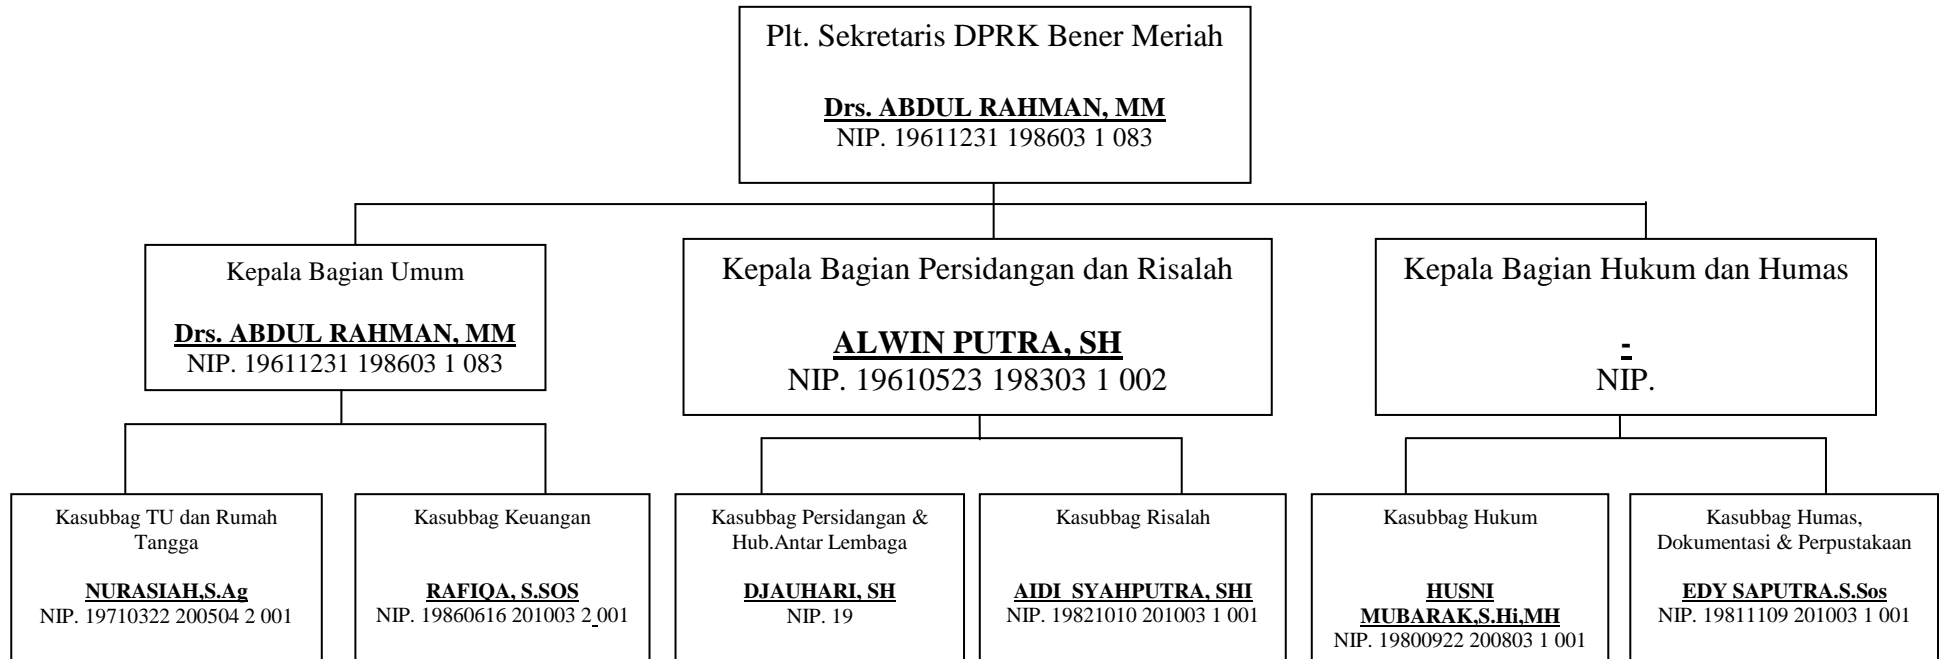 Plt. Sekretaris DPRK Bener Meriah
Drs. ABDUL RAHMAN, MM
NIP. 19611231 198603 1 083
Kepala Bagian Umum
Drs. ABDUL RAHMAN, MM
NIP. 19611231 198603 1 083
Kepala Bagian Persidangan dan Risalah
ALWIN PUTRA, SH
NIP. 19610523 198303 1 002
Kepala Bagian Hukum dan Humas
-
NIP.
Kasubbag TU dan Rumah
Tangga
NURASIAH,S.Ag
NIP. 19710322 200504 2 001
Kasubbag Keuangan
RAFIQA, S.SOS
NIP. 19860616 201003 2 001
Kasubbag Persidangan &
Hub.Antar Lembaga
DJAUHARI, SH
NIP. 19
Kasubbag Risalah
AIDI  SYAHPUTRA, SHI
NIP. 19821010 201003 1 001
Kasubbag Hukum
HUSNI
MUBARAK,S.Hi,MH
NIP. 19800922 200803 1 001
Kasubbag Humas,
Dokumentasi & Perpustakaan
EDY SAPUTRA.S.Sos
NIP. 19811109 201003 1 001